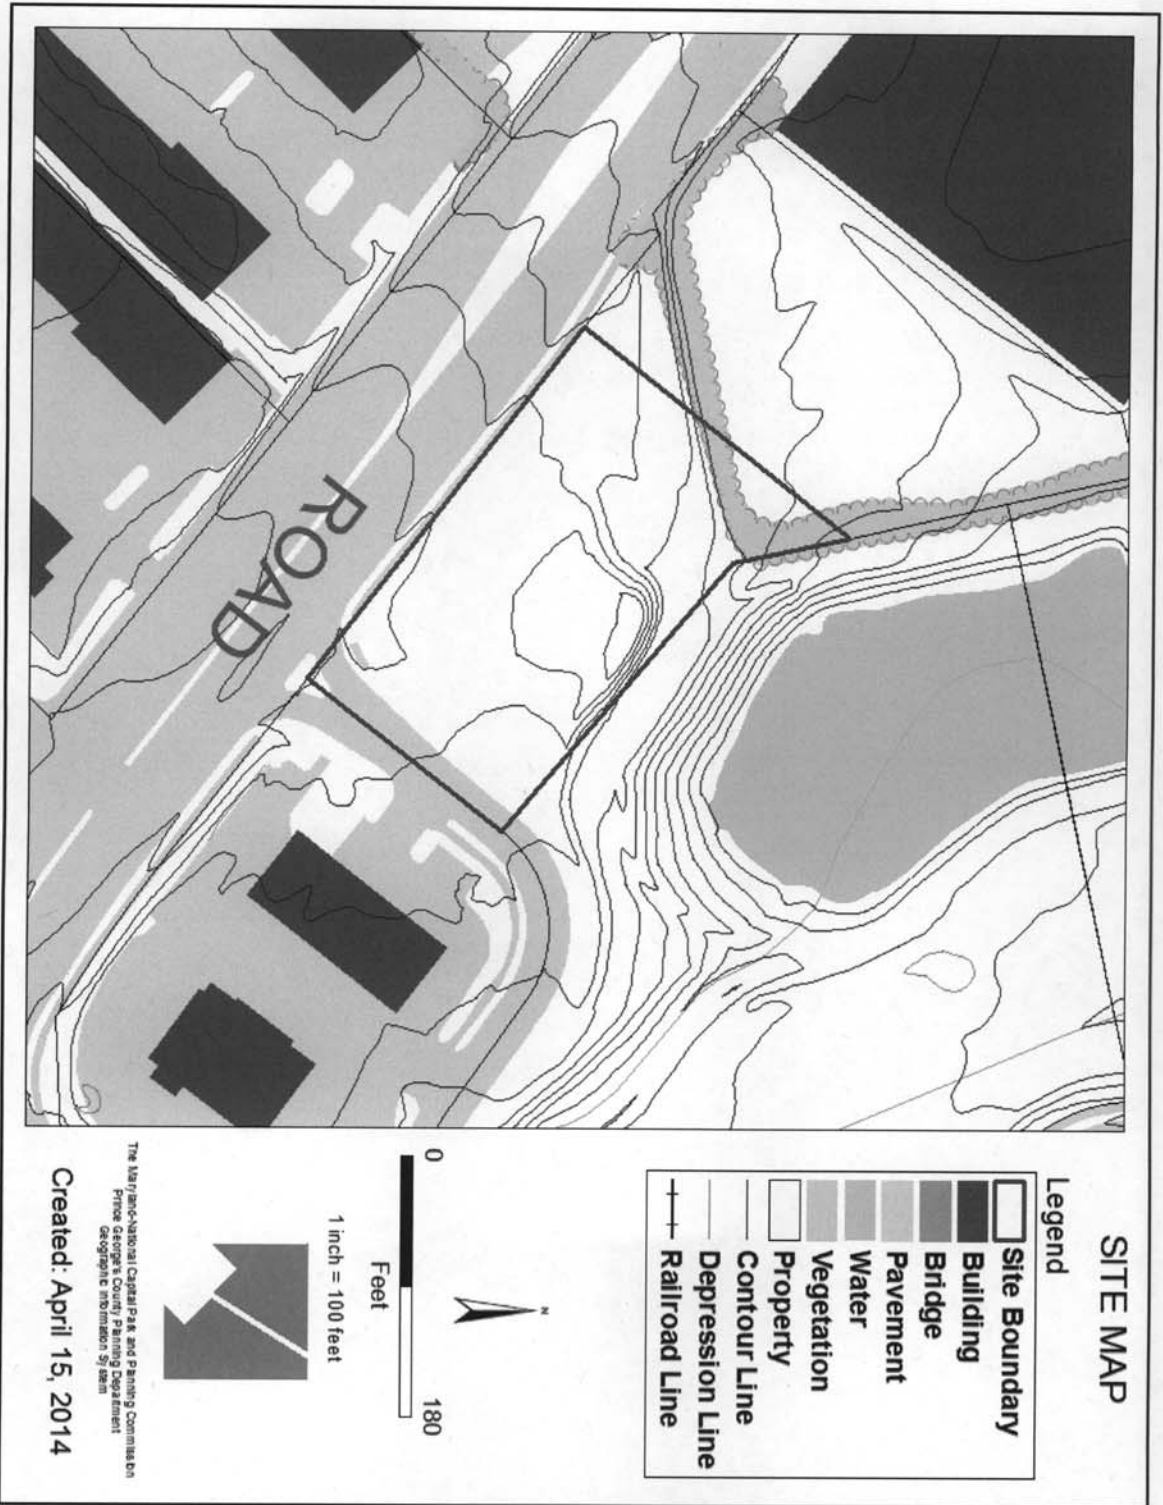 SITE MAP
Legend
Site Boundary
Building
Bridge
Pavement
Water
Vegetation
Property
Contour Line
Depression Line
Railroad Line
N
0
180
Feet
1 inch = 100 feet
The Maryland-National Capital Park and Planning Commission
Prince George's County Planning Department
Geographic Information System
Created: April 15, 2014
ROAD